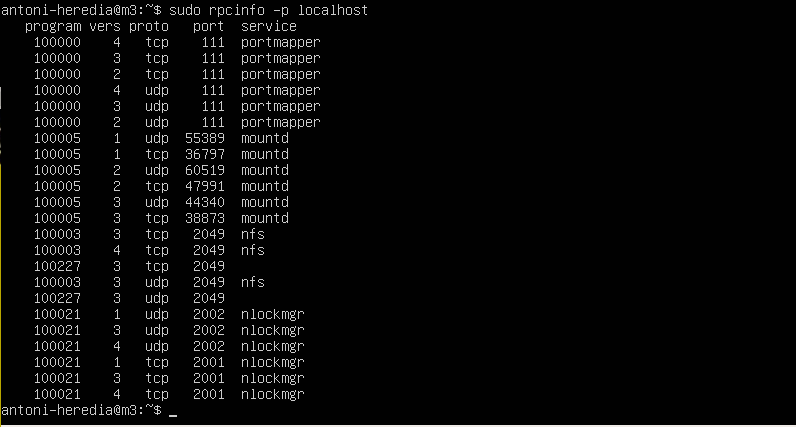 antoni-heredia@m3:~$ sudo rpcinfo -p localhost
   program vers proto   port  service
    100000    4   tcp    111  portmapper
    100000    3   tcp    111  portmapper
    100000    2   tcp    111  portmapper
    100000    4   udp    111  portmapper
    100000    3   udp    111  portmapper
    100000    2   udp    111  portmapper
    100005    1   udp  55389  mountd
    100005    1   tcp  36797  mountd
    100005    2   udp  60519  mountd
    100005    2   tcp  47991  mountd
    100005    3   udp  44340  mountd
    100005    3   tcp  38873  mountd
    100003    3   tcp   2049  nfs
    100003    4   tcp   2049  nfs
    100227    3   tcp   2049
    100003    3   udp   2049  nfs
    100227    3   udp   2049
    100021    1   udp   2002  nlockmgr
    100021    3   udp   2002  nlockmgr
    100021    4   udp   2002  nlockmgr
    100021    1   tcp   2001  nlockmgr
    100021    3   tcp   2001  nlockmgr
    100021    4   tcp   2001  nlockmgr
antoni-heredia@m3:~$ _